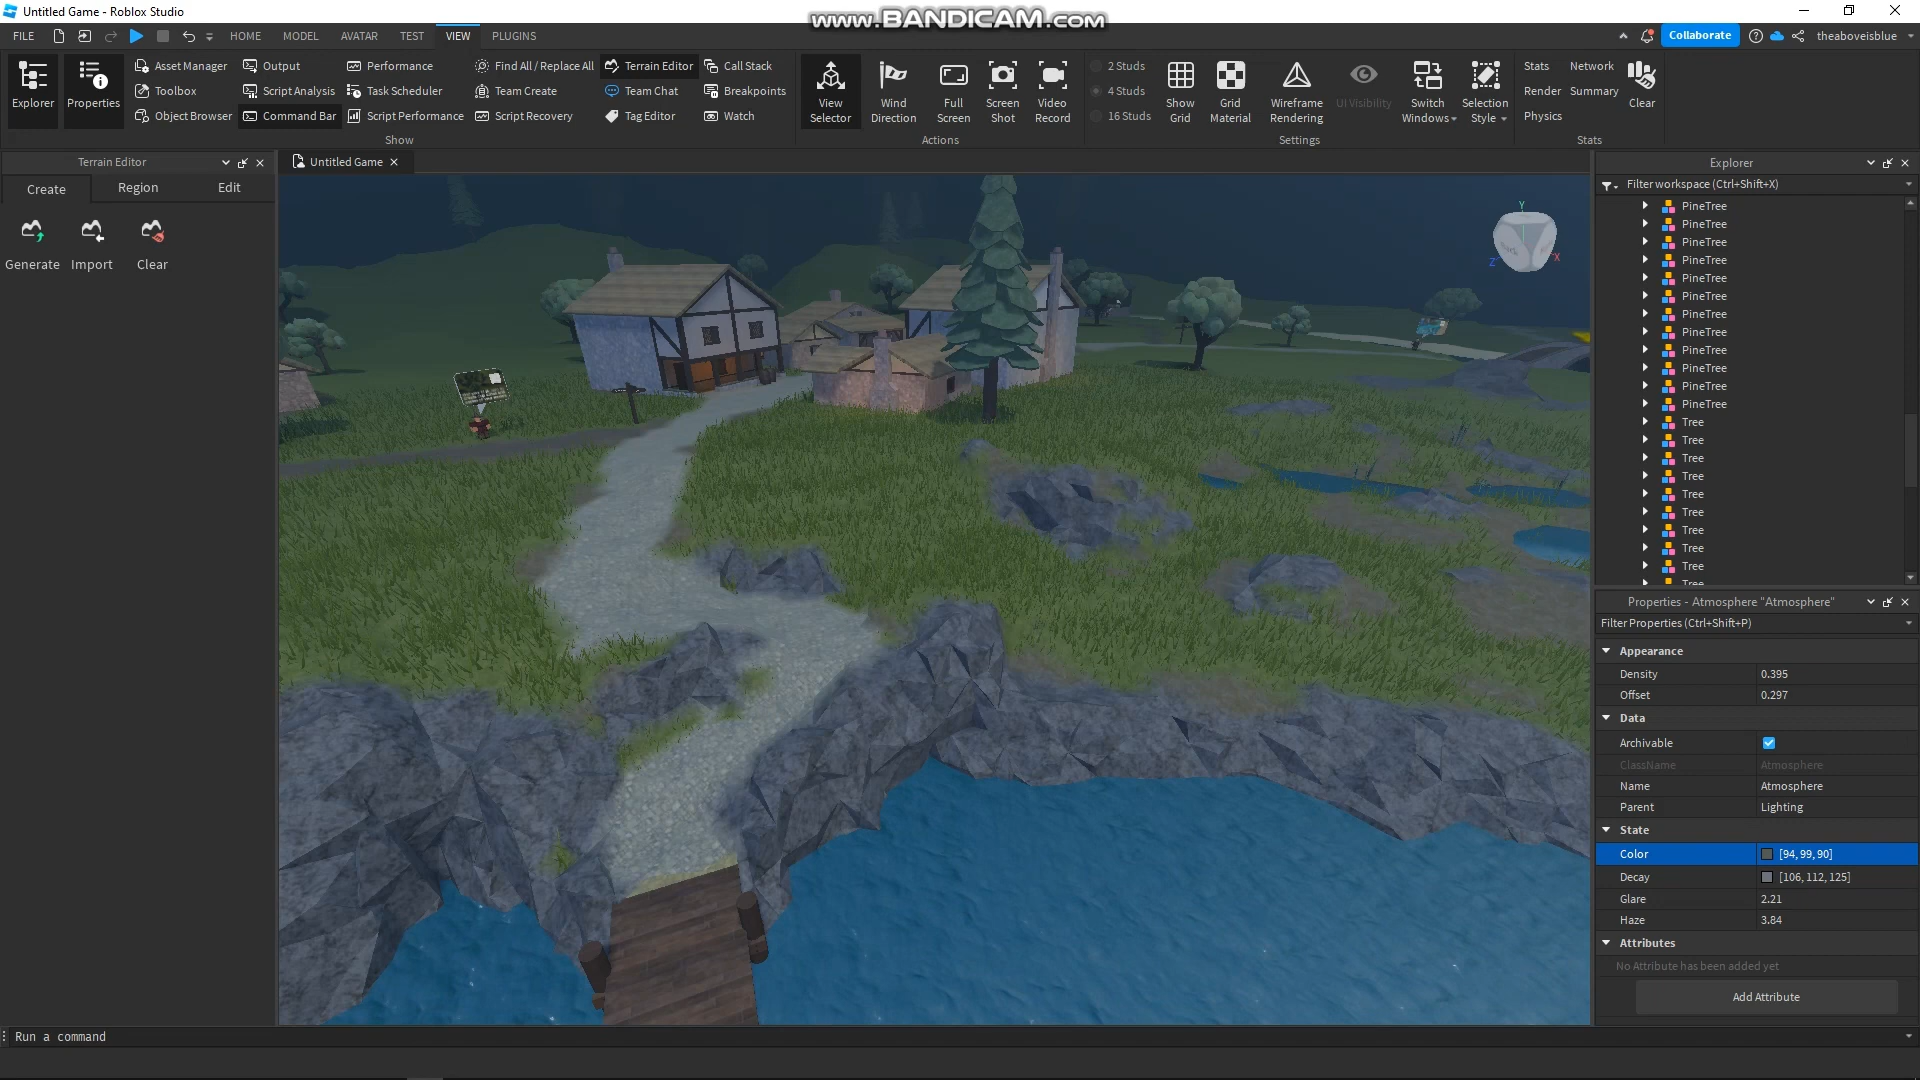 Untitled Game - Roblox Studio
www.BANDICAM.com
FILE HOME MODEL AVATAR TEST VIEW PLUGINS Collaborate theaboveisblue
Asset Manager Output Performance Find All / Replace All Terrain Editor Call Stack 2 Studs Stats Network
Toolbox Script Analysis Task Scheduler Team Create Team Chat Breakpoints 4 Studs Render Summary
Explorer Properties View Selector Wind Direction Full Screen Screen Shot Video Record Show Grid Grid Material Wireframe Rendering UI Visibility Switch Windows Selection Style Clear
Object Browser Command Bar Script Performance Script Recovery Tag Editor Watch 16 Studs Physics
Show Actions Settings Stats
Terrain Editor Untitled Game Explorer
Create Region Edit
Filter workspace (Ctrl+Shift+X)
Generate Import Clear
Y
Z
X
PineTree
PineTree
PineTree
PineTree
PineTree
PineTree
PineTree
PineTree
PineTree
PineTree
PineTree
PineTree
Tree
Tree
Tree
Tree
Tree
Tree
Tree
Tree
Tree
Tree
Properties - Atmosphere "Atmosphere"
Filter Properties (Ctrl+Shift+P)
Appearance
Density 0.395
Offset 0.297
Data
Archivable
ClassName Atmosphere
Name Atmosphere
Parent Lighting
State
Color [94, 99, 90]
Decay [106, 112, 125]
Glare 2.21
Haze 3.84
Attributes
No Attribute has been added yet
Add Attribute
Run a command